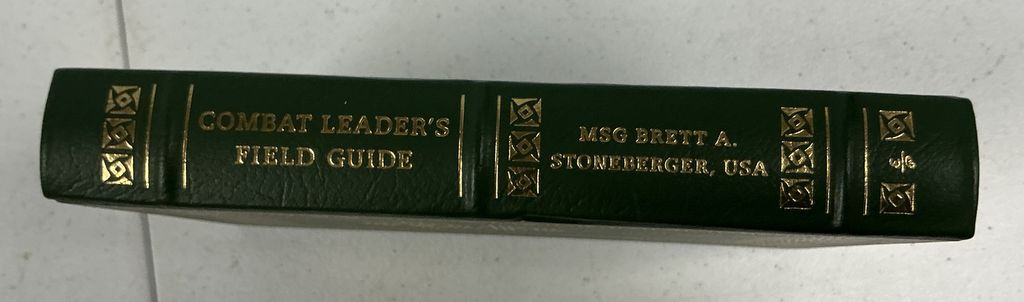 COMBAT LEADER'S
FIELD GUIDE
MSG BRETT A.
STONEBERGER, USA